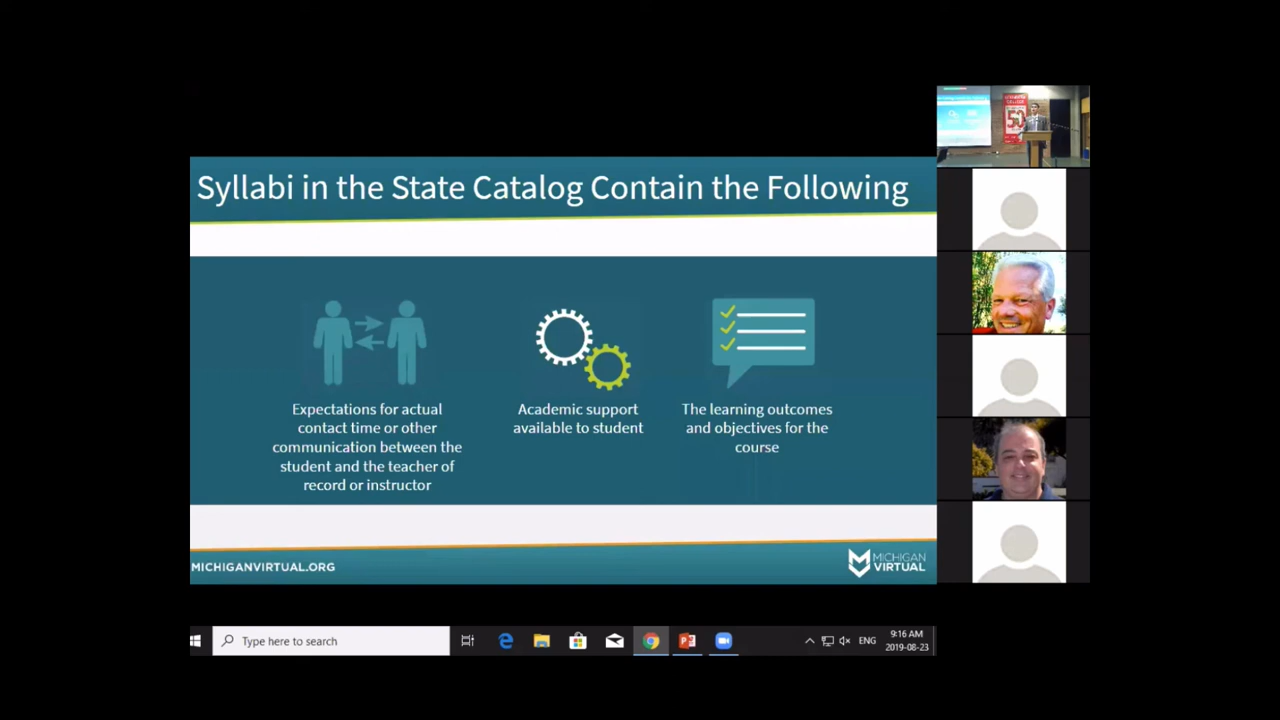 Syllabi in the State Catalog Contain the Following
Expectations for actual
contact time or other
communication between the
student and the teacher of
record or instructor
Academic support
available to student
The learning outcomes
and objectives for the
course
MICHIGANVIRTUAL.ORG
MICHIGAN
VIRTUAL
Type here to search
ENG
9:16 AM
2019-08-23
50